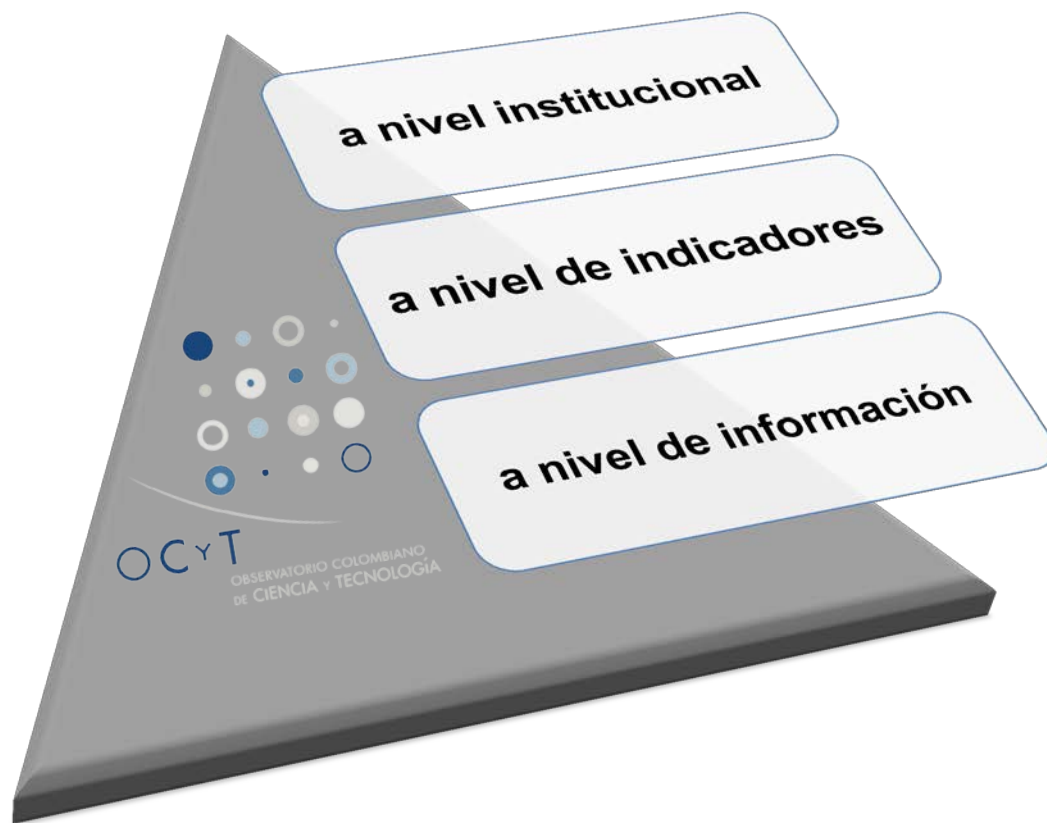 a nivel institucional
a nivel de indicadores
a nivel de información
OCyT
OBSERVATORIO COLOMBIANO
DE CIENCIA Y TECNOLOGÍA